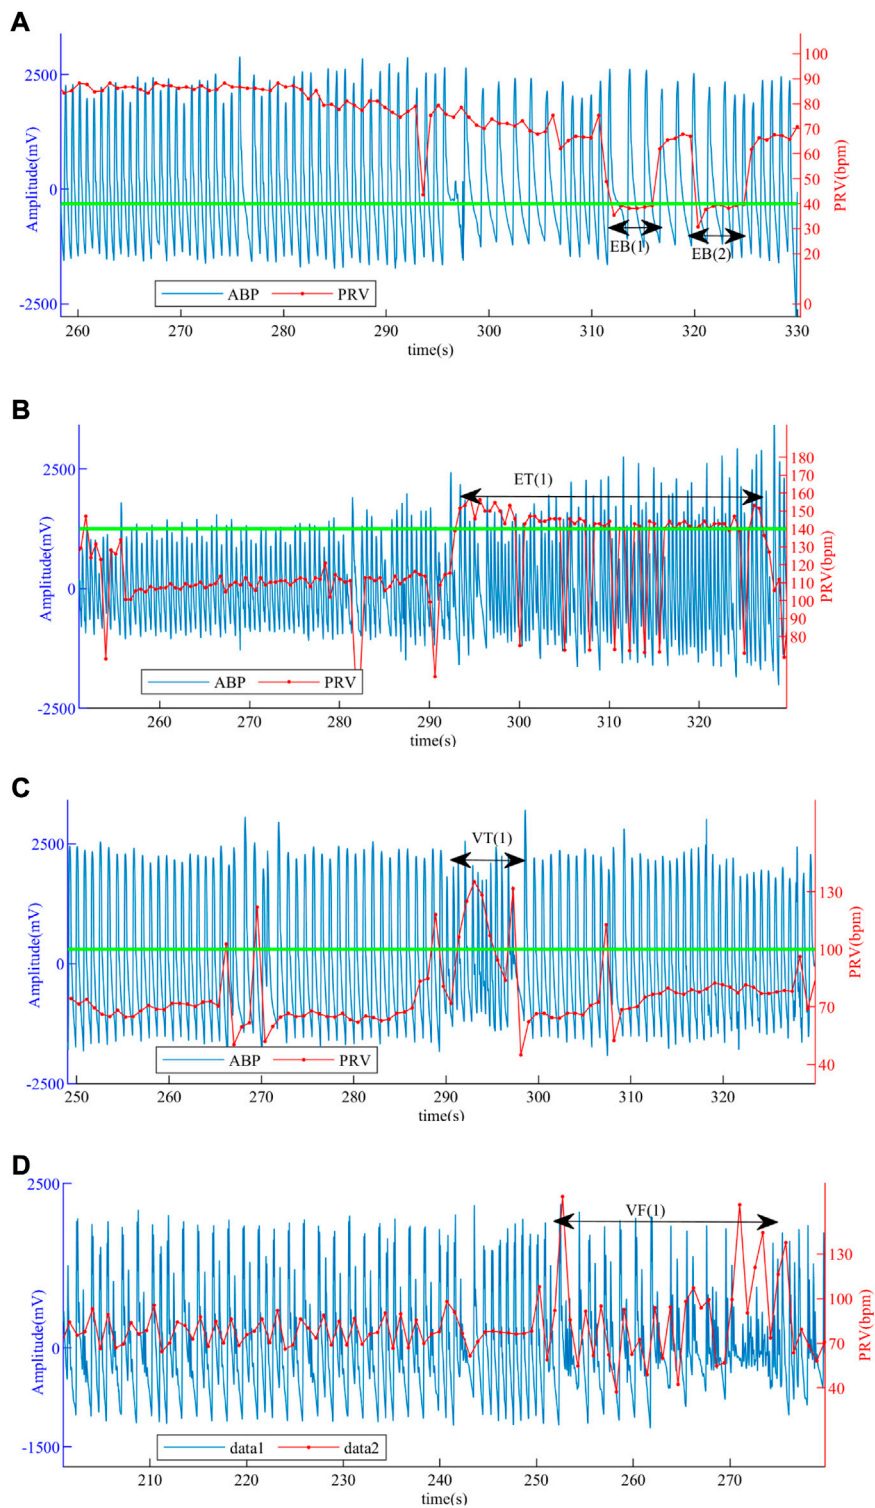 A
2500
0
-2500
Amplitude(mV)
100
90
80
70
60
50
40
30
20
0
PRV(bpm)
EB(1)
EB(2)
ABP PRV
260 270 280 290 300 310 320 330
time(s)
B
2500
0
-2500
Amplitude(mV)
180
170
160
150
140
130
120
110
100
90
80
PRV(bpm)
ET(1)
ABP PRV
260 270 280 290 300 310 320
time(s)
C
2500
0
-2500
Amplitude(mV)
130
100
70
40
PRV(bpm)
VT(1)
ABP PRV
250 260 270 280 290 300 310 320
time(s)
D
2500
0
-1500
Amplitude(mV)
130
100
70
40
PRV(bpm)
VF(1)
data1 data2
210 220 230 240 250 260 270
time(s)